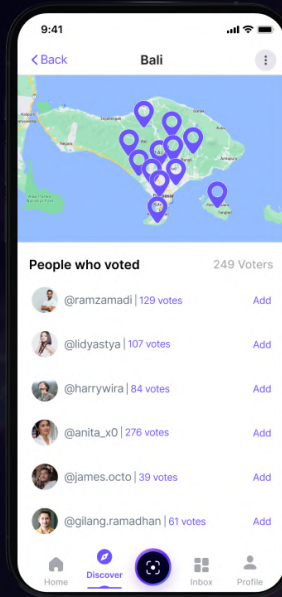 9:41
Back
Bali
People who voted
249 Voters
@ramzamadi | 129 votes
Add
@lidyastya | 107 votes
Add
@harrywira | 84 votes
Add
@anita_x0 | 276 votes
Add
@james.octo | 39 votes
Add
@gilang.ramadhan | 61 votes
Add
Home
Discover
Inbox
Profile